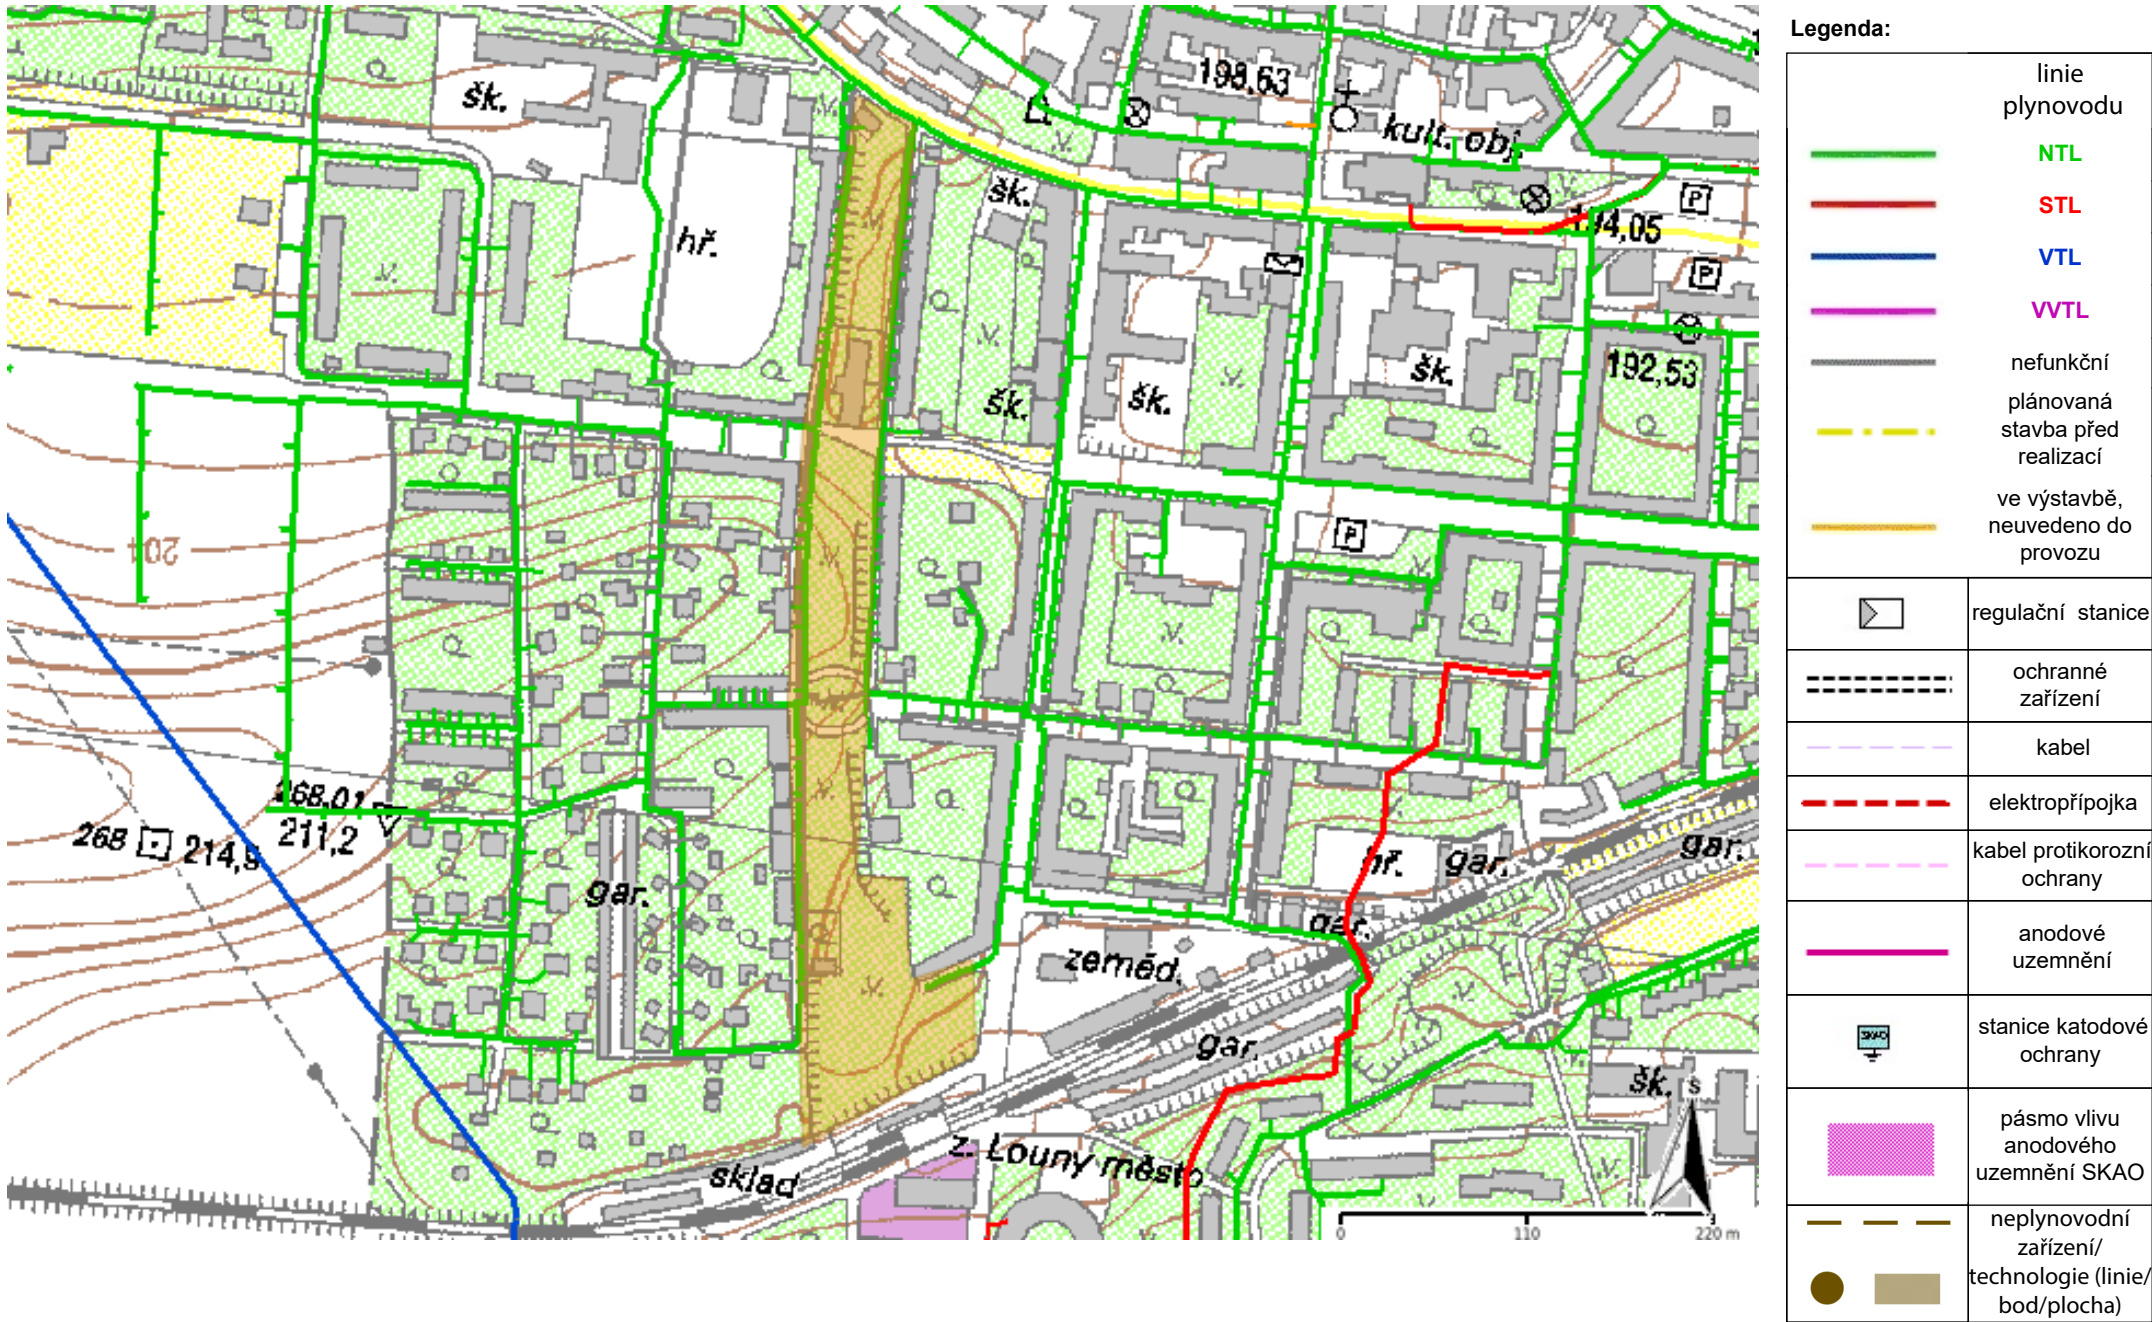 198,63
šk.
kult. obj.
P
šk.
194,05
hř.
P
šk.
šk.
šk.
192,53
P
201
268,01
268
214,9
211,2
gar.
hř.
gar.
gar.
gar.
zeměd.
gar.
šk.
S
z. Louny město
sklad
0
110
220 m
Legenda:
linie
plynovodu
NTL
STL
VTL
VVTL
nefunkční
plánovaná
stavba před
realizací
ve výstavbě,
neuvedeno do
provozu
regulační stanice
ochranné
zařízení
kabel
elektropřípojka
kabel protikorozní
ochrany
anodové
uzemnění
SKAO
stanice katodové
ochrany
pásmo vlivu
anodového
uzemnění SKAO
neplynovodní
zařízení/
technologie (linie/
bod/plocha)